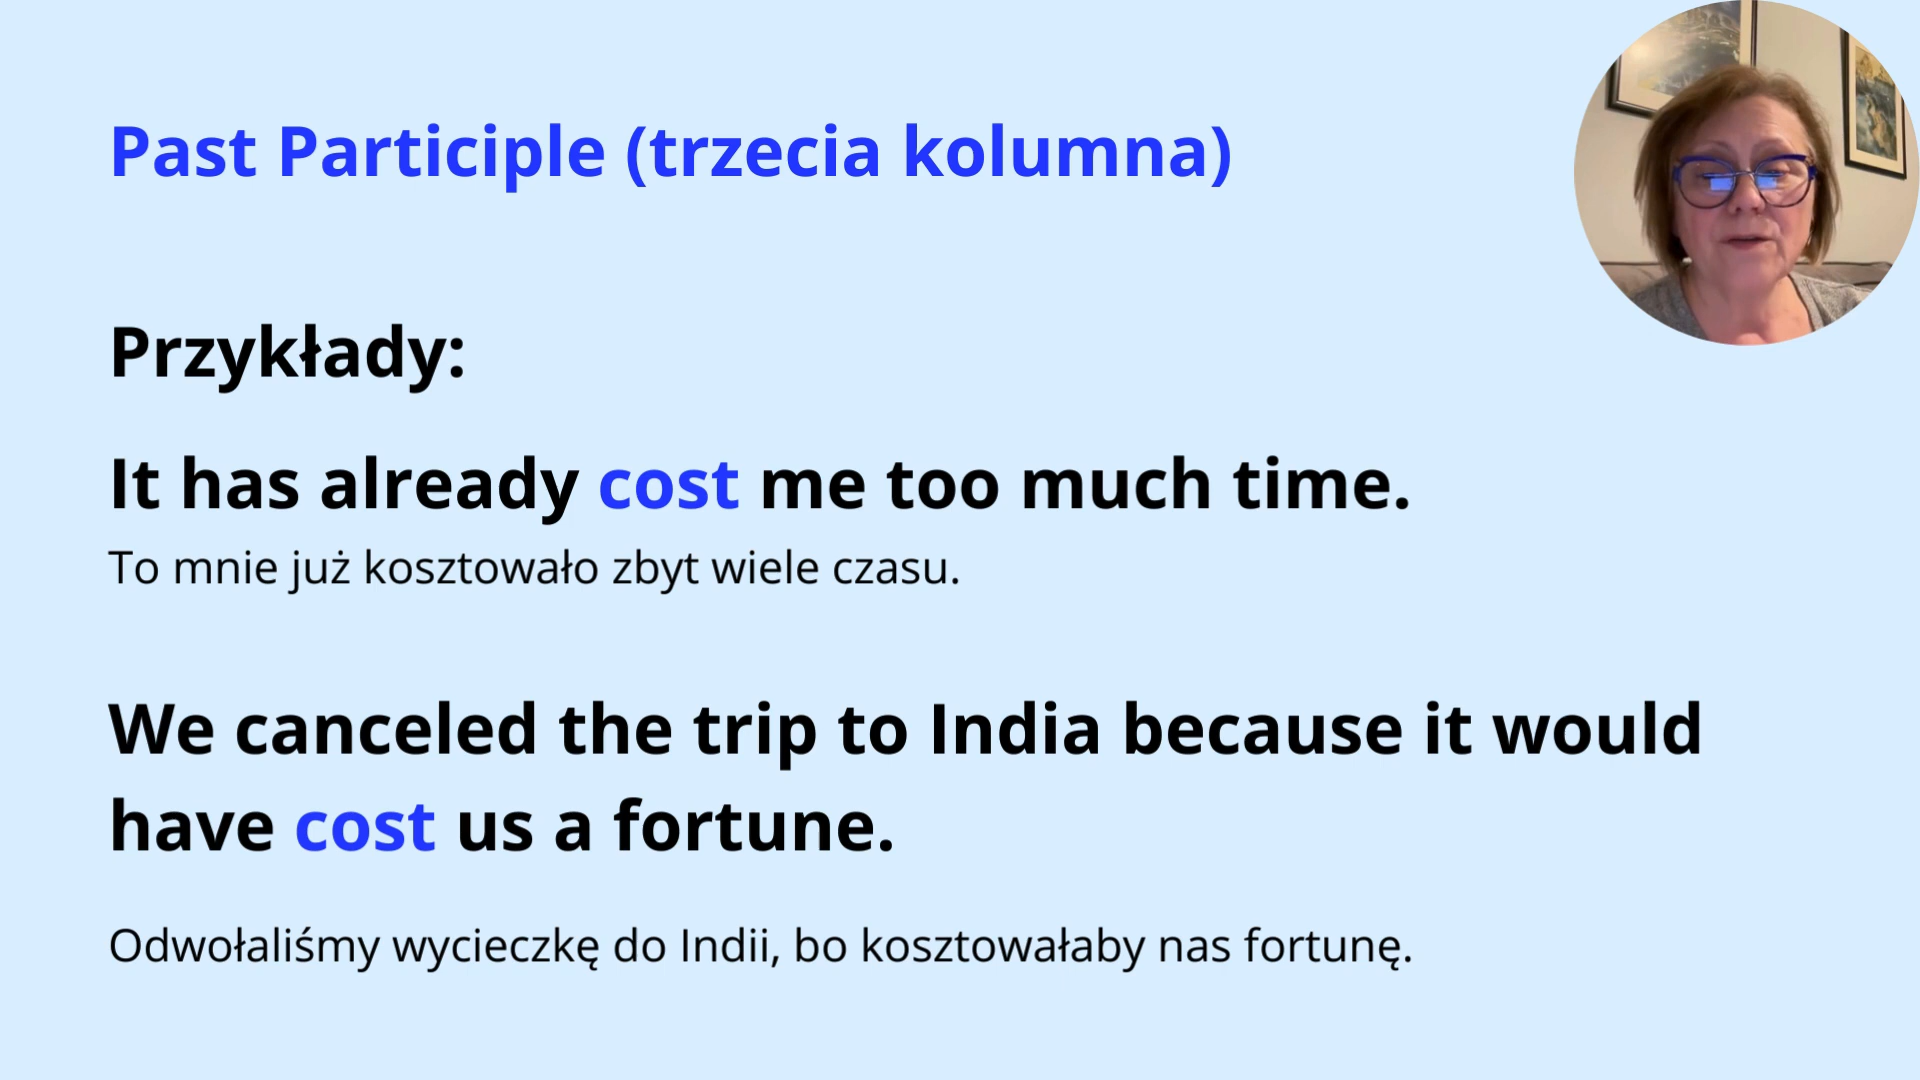 Past Participle (trzecia kolumna)
Przykłady:
It has already cost me too much time.
To mnie już kosztowało zbyt wiele czasu.
We canceled the trip to India because it would
have cost us a fortune.
Odwołaliśmy wycieczkę do Indii, bo kosztowałaby nas fortunę.